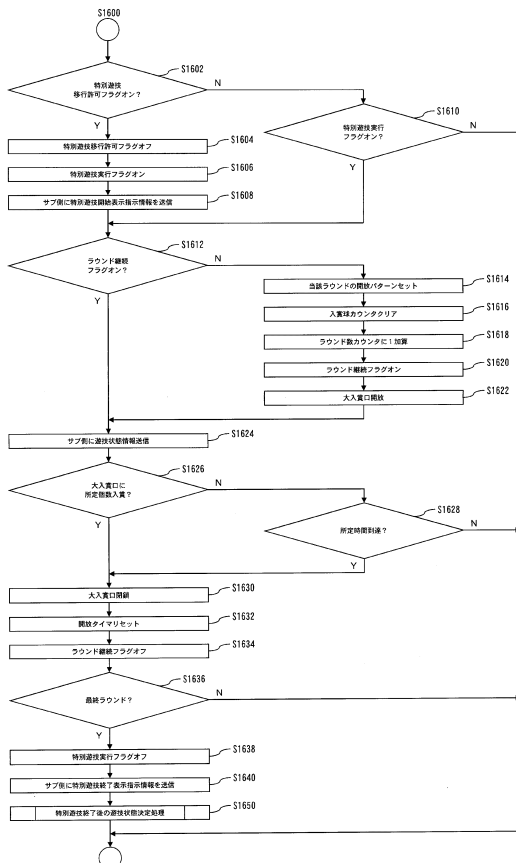 S1600
S1602
特別遊技
移行許可フラグオン？
N
Y
S1610
特別遊技実行
フラグオン？
N
Y
S1604
特別遊技移行許可フラグオフ
S1606
特別遊技実行フラグオン
S1608
サブ側に特別遊技開始表示指示情報を送信
S1612
ラウンド継続
フラグオン？
N
Y
S1614
当該ラウンドの開放パターンセット
S1616
入賞球カウンタクリア
S1618
ラウンド数カウンタに１加算
S1620
ラウンド継続フラグオン
S1622
大入賞口開放
S1624
サブ側に遊技状態情報送信
S1626
大入賞口に
所定個数入賞？
N
Y
S1628
所定時間到達？
N
Y
S1630
大入賞口閉鎖
S1632
開放タイマリセット
S1634
ラウンド継続フラグオフ
S1636
最終ラウンド？
N
Y
S1638
特別遊技実行フラグオフ
S1640
サブ側に特別遊技終了表示指示情報を送信
S1650
特別遊技終了後の遊技状態決定処理